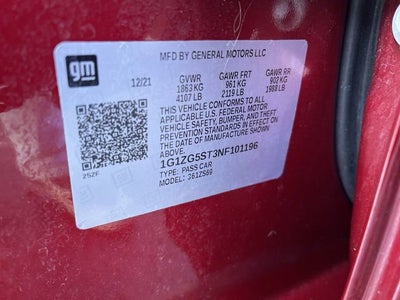 gm
MFD BY GENERAL MOTORS LLC
12/21 GVWR GAWR FRT GAWR RR
1863 KG 961 KG 902 KG
4107 LB 2119 LB 1988 LB
THIS VEHICLE CONFORMS TO ALL
APPLICABLE U.S. FEDERAL MOTOR
VEHICLE SAFETY, BUMPER, AND THEFT
PREVENTION STANDARDS IN EFFECT ON
THE DATE OF MANUFACTURE SHOWN
ABOVE.
1G1ZG5ST3NF101196
TYPE: PASS CAR
MODEL: 261ZS69
2SZF